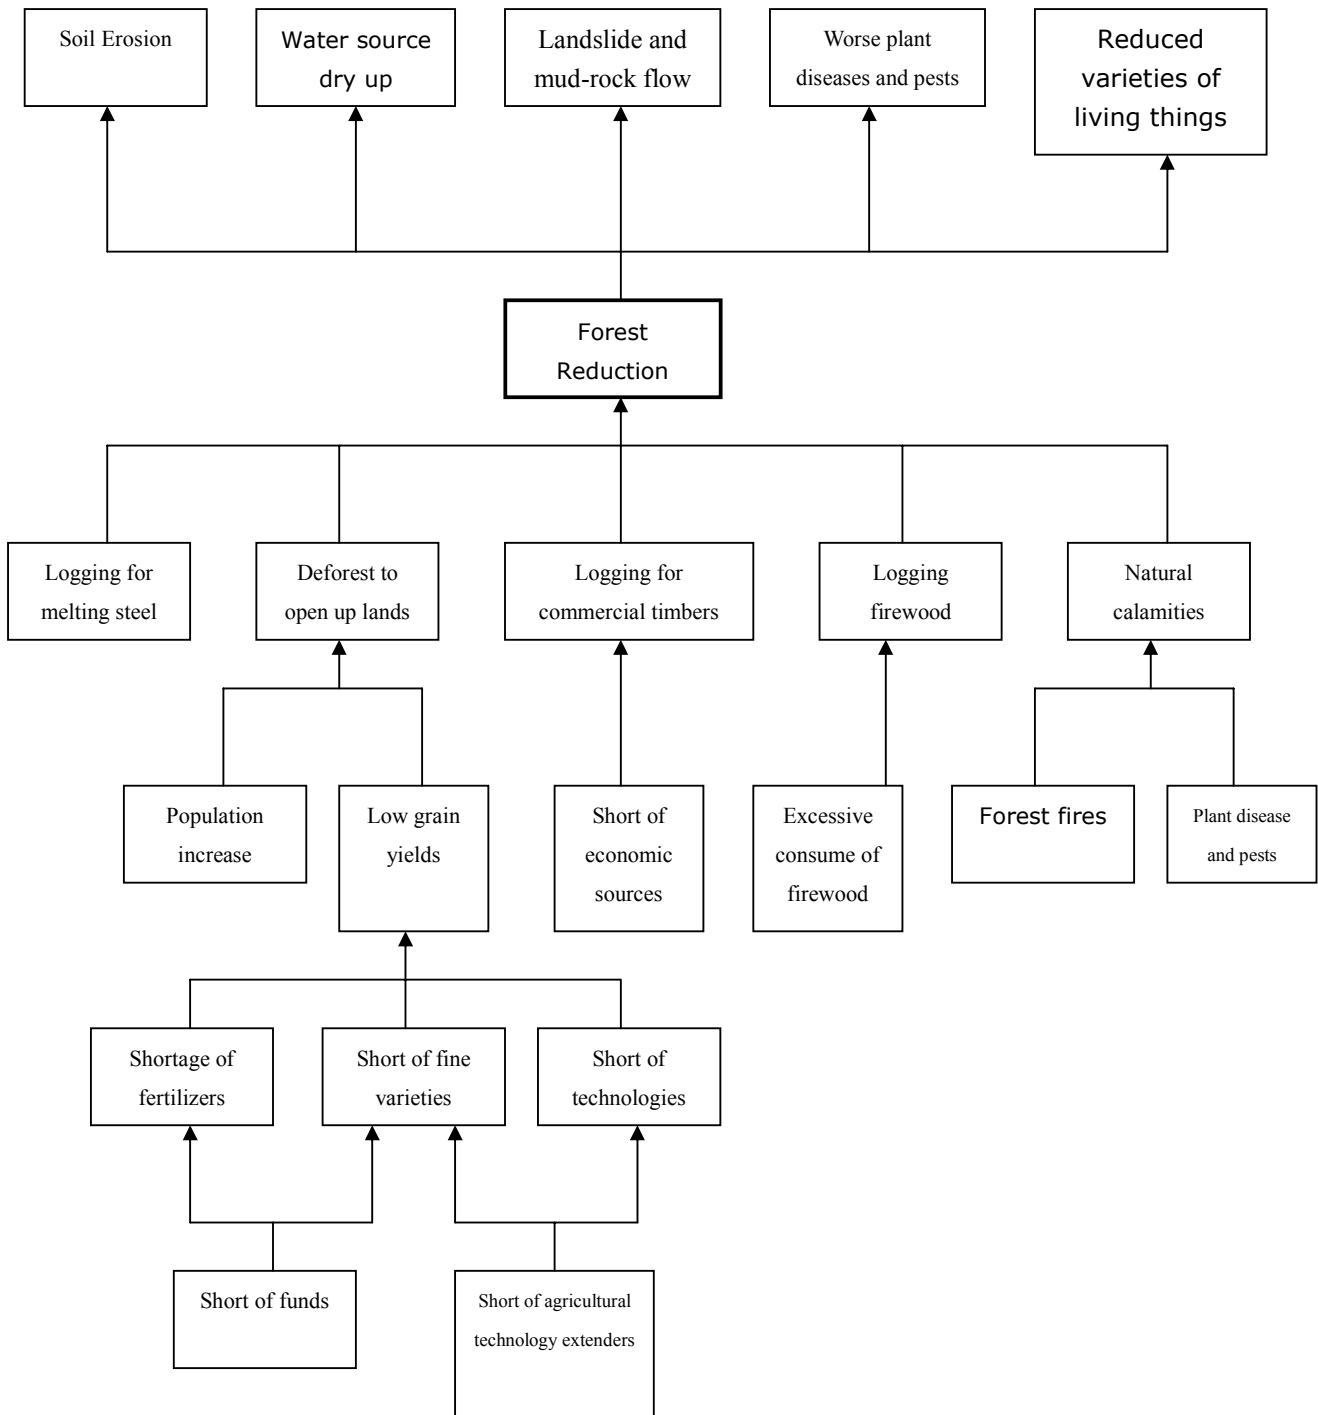 Soil Erosion
Water source
dry up
Landslide and
mud-rock flow
Worse plant
diseases and pests
Reduced
varieties of
living things
Forest
Reduction
Logging for
melting steel
Deforest to
open up lands
Logging for
commercial timbers
Logging
firewood
Natural
calamities
Population
increase
Low grain
yields
Short of
economic
sources
Excessive
consume of
firewood
Forest fires
Plant disease
and pests
Shortage of
fertilizers
Short of fine
varieties
Short of
technologies
Short of funds
Short of agricultural
technology extenders